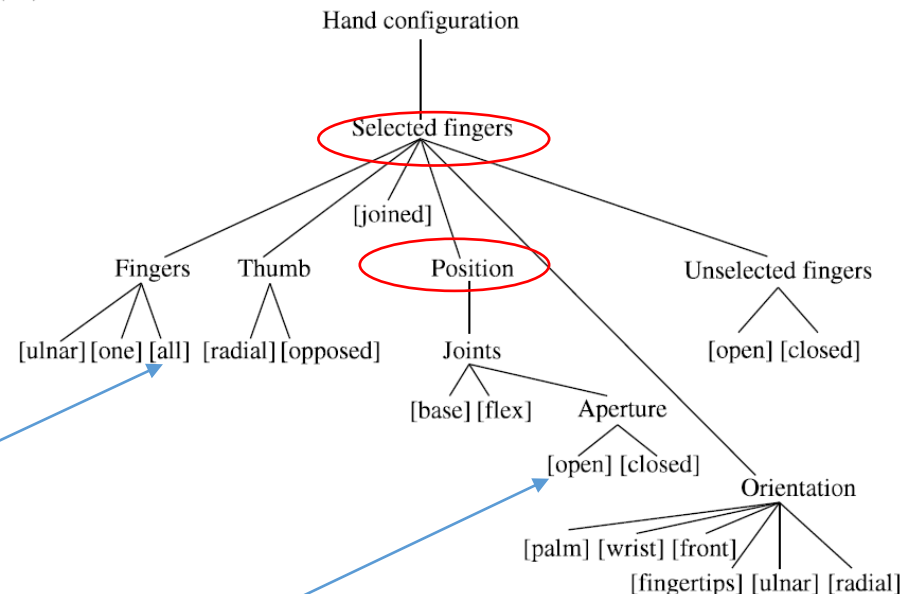 Hand configuration
Selected fingers
[joined]
Fingers Thumb Position Unselected fingers
[ulnar] [one] [all] [radial] [opposed] Joints [open] [closed]
[base] [flex] Aperture
[open] [closed]
Orientation
[palm] [wrist] [front]
[fingertips] [ulnar] [radial]